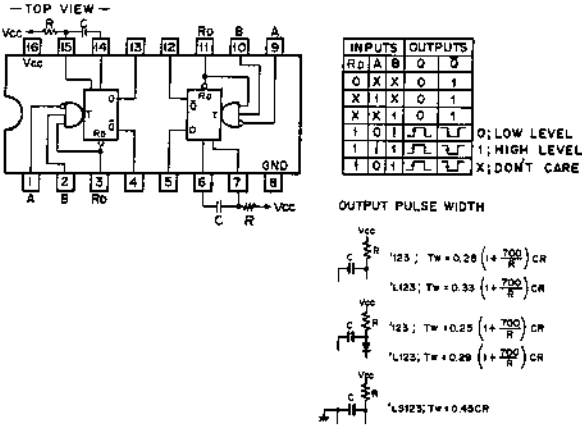 — TOP VIEW —
Vcc R C RD B A
16 15 14 13 12 11 10 9
Vcc
Q Q̄ T
T Q̄ Q
RD
GND
1 2 3 4 5 6 7 8
A B RD
C R Vcc
INPUTS OUTPUTS
RD A B Q Q̄
0 X X 0 1
X 1 X 0 1
X X 1 0 1
1 0 ↑
1 ↓ 1
↑ 0 1
0; LOW LEVEL
1; HIGH LEVEL
X; DON'T CARE
OUTPUT PULSE WIDTH
Vcc
R
C
'123; Tw = 0.28 (1 + 700/R) CR
'L123; Tw = 0.33 (1 + 700/R) CR
Vcc
R
C
'123; Tw = 0.25 (1 + 700/R) CR
'L123; Tw = 0.29 (1 + 700/R) CR
Vcc
R
C
'LS123; Tw = 0.45CR